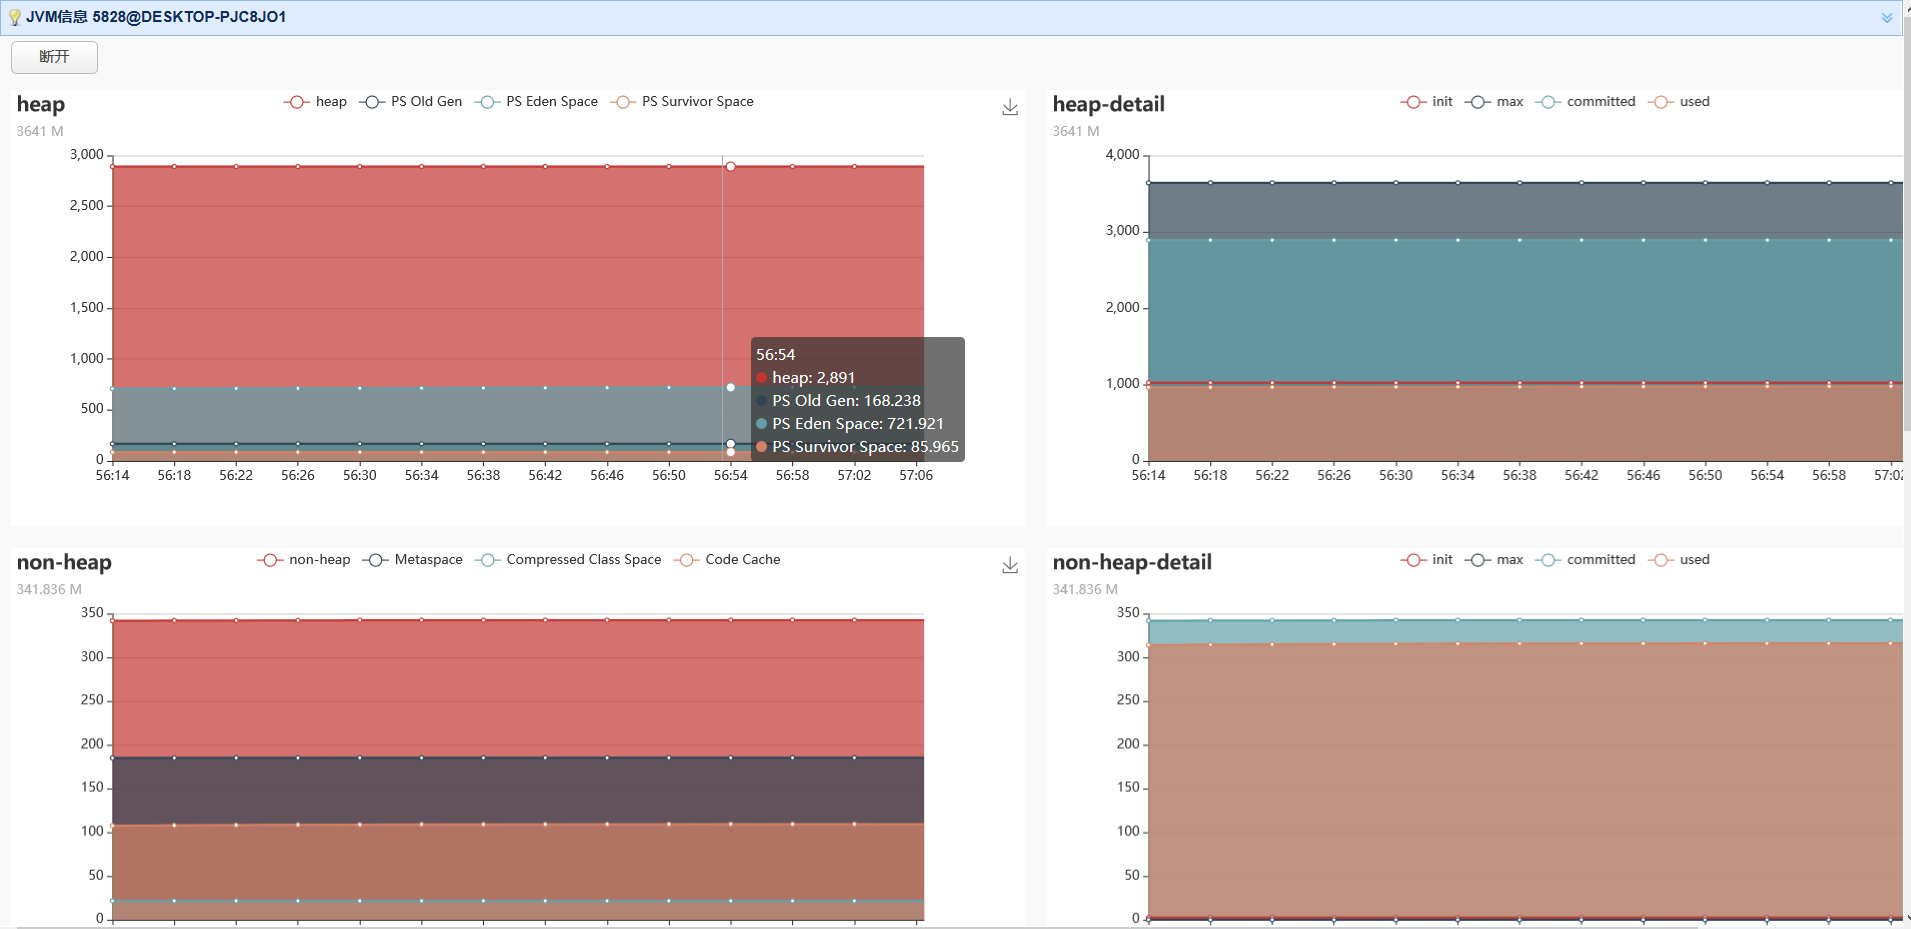 JVM信息 5828@DESKTOP-PJC8JO1
断开
heap
3641 M
heap PS Old Gen PS Eden Space PS Survivor Space
3,000
2,500
2,000
1,500
1,000
500
0
56:14 56:18 56:22 56:26 56:30 56:34 56:38 56:42 56:46 56:50 56:54 56:58 57:02 57:06
56:54
heap: 2,891
PS Old Gen: 168.238
PS Eden Space: 721.921
PS Survivor Space: 85.965
heap-detail
3641 M
init max committed used
4,000
3,000
2,000
1,000
0
56:14 56:18 56:22 56:26 56:30 56:34 56:38 56:42 56:46 56:50 56:54 56:58 57:02
non-heap
341.836 M
non-heap Metaspace Compressed Class Space Code Cache
350
300
250
200
150
100
50
0
non-heap-detail
341.836 M
init max committed used
350
300
250
200
150
100
50
0